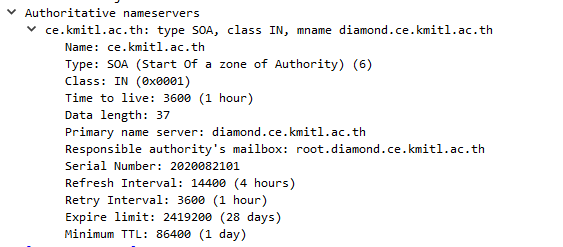 Authoritative nameservers
ce.kmitl.ac.th: type SOA, class IN, mname diamond.ce.kmitl.ac.th
Name: ce.kmitl.ac.th
Type: SOA (Start Of a zone of Authority) (6)
Class: IN (0x0001)
Time to live: 3600 (1 hour)
Data length: 37
Primary name server: diamond.ce.kmitl.ac.th
Responsible authority's mailbox: root.diamond.ce.kmitl.ac.th
Serial Number: 2020082101
Refresh Interval: 14400 (4 hours)
Retry Interval: 3600 (1 hour)
Expire limit: 2419200 (28 days)
Minimum TTL: 86400 (1 day)